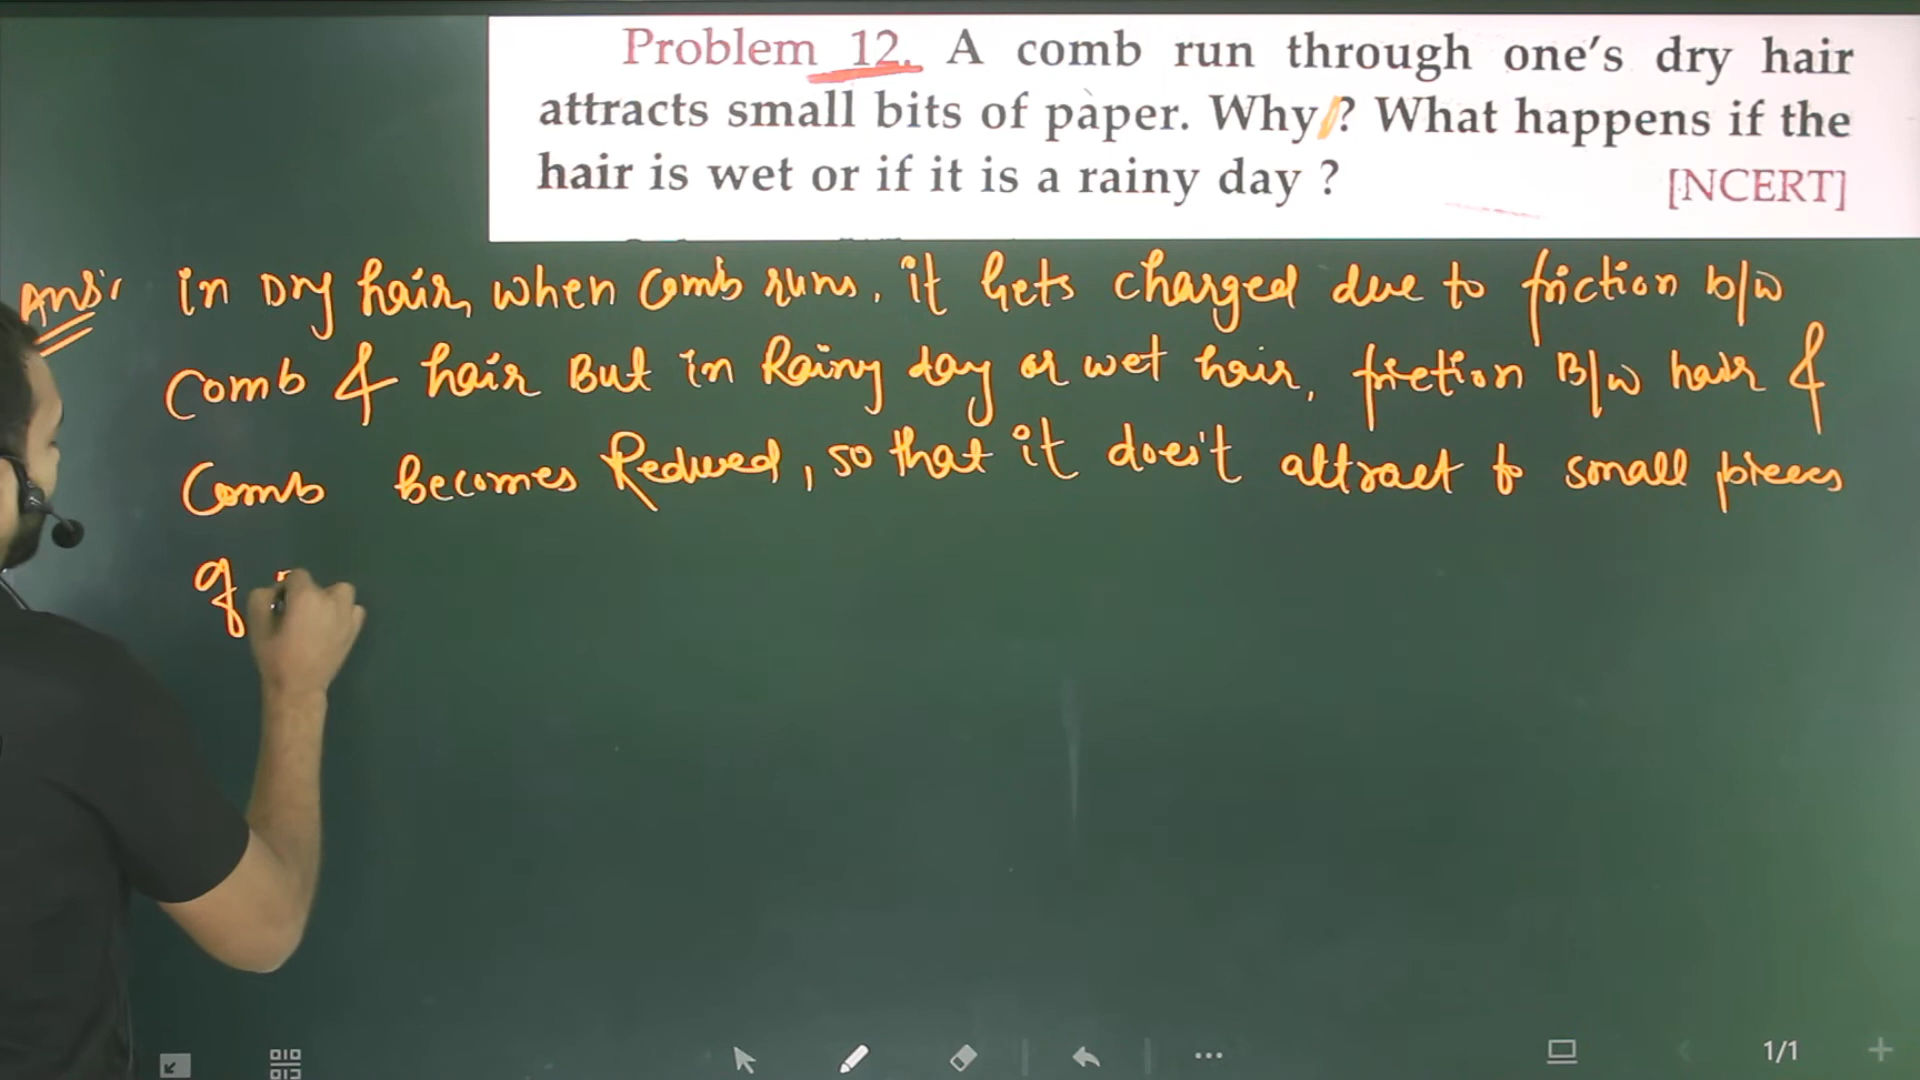 Problem 12. A comb run through one's dry hair
attracts small bits of paper. Why ? What happens if the
hair is wet or if it is a rainy day ?
[NCERT]
Ans: in Dry hair, when comb runs, it gets charged due to friction b/w
Comb & hair But in Rainy day or wet hair, friction B/w hair &
Comb becomes Reduced, so that it does't attract to small pieces
of
1/1